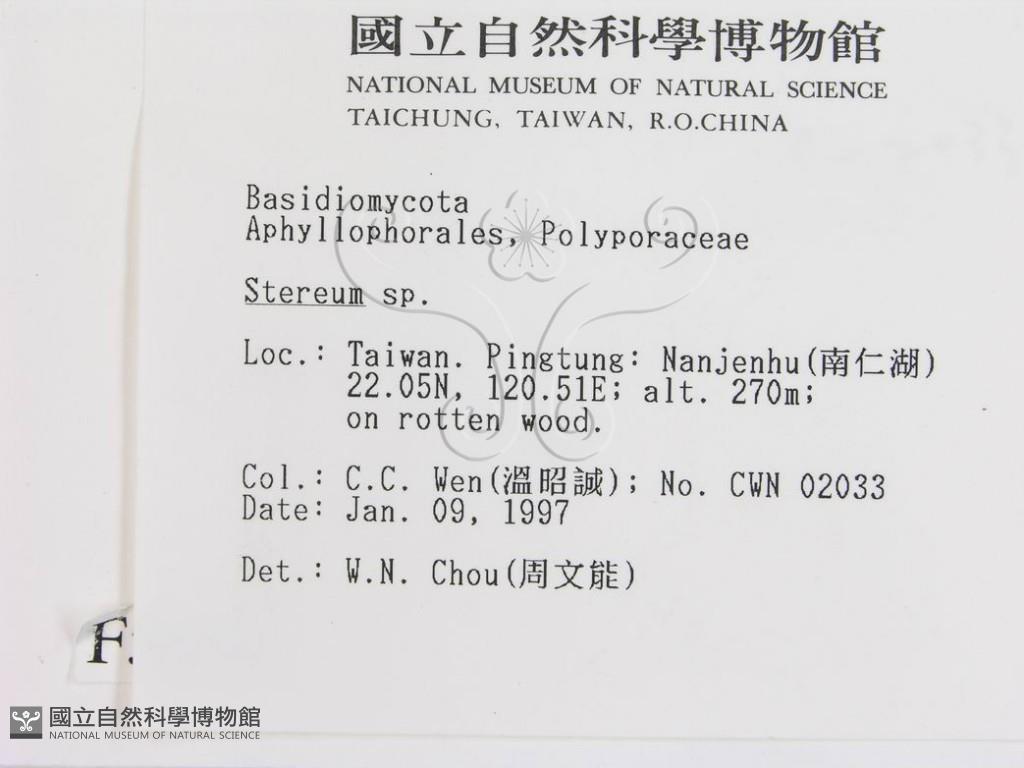 國立自然科學博物館
NATIONAL MUSEUM OF NATURAL SCIENCE
TAICHUNG, TAIWAN, R.O.CHINA
Basidiomycota
Aphyllophorales, Polyporaceae
Stereum sp.
Loc.: Taiwan. Pingtung: Nanjenhu(南仁湖)
22.05N, 120.51E; alt. 270m;
on rotten wood.
Col.: C.C. Wen(溫昭誠); No. CWN 02033
Date: Jan. 09, 1997
Det.: W.N. Chou(周文能)
國立自然科學博物館
NATIONAL MUSEUM OF NATURAL SCIENCE